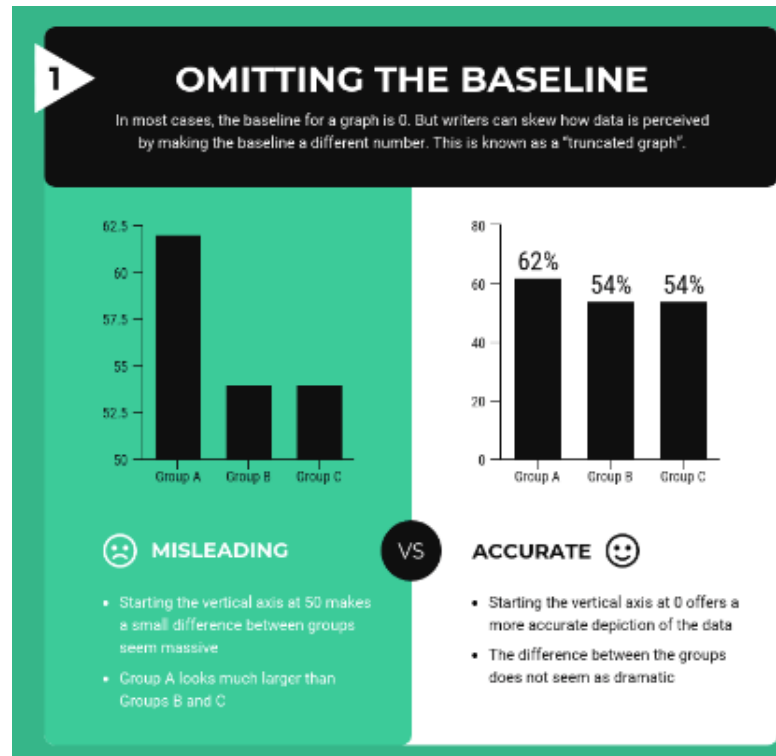 1
OMITTING THE BASELINE
In most cases, the baseline for a graph is 0. But writers can skew how data is perceived
by making the baseline a different number. This is known as a “truncated graph”.
62.5
60
57.5
55
52.5
50
Group A Group B Group C
80
60
40
20
0
62%
54%
54%
Group A Group B Group C
MISLEADING
• Starting the vertical axis at 50 makes
a small difference between groups
seem massive
• Group A looks much larger than
Groups B and C
VS
ACCURATE
• Starting the vertical axis at 0 offers a
more accurate depiction of the data
• The difference between the groups
does not seem as dramatic